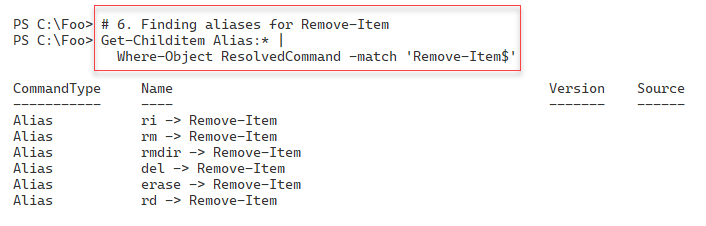 PS C:\Foo> # 6. Finding aliases for Remove-Item
PS C:\Foo> Get-Childitem Alias:* |
Where-Object ResolvedCommand -match 'Remove-Item$'
CommandType Name Version Source
----------- ---- ------- ------
Alias ri -> Remove-Item
Alias rm -> Remove-Item
Alias rmdir -> Remove-Item
Alias del -> Remove-Item
Alias erase -> Remove-Item
Alias rd -> Remove-Item